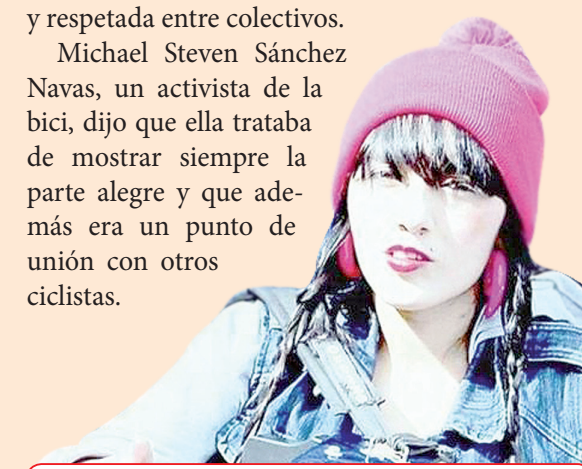 y respetada entre colectivos.
Michael Steven Sánchez
Navas, un activista de la
bici, dijo que ella trataba
de mostrar siempre la
parte alegre y que ade-
más era un punto de
unión con otros
ciclistas.